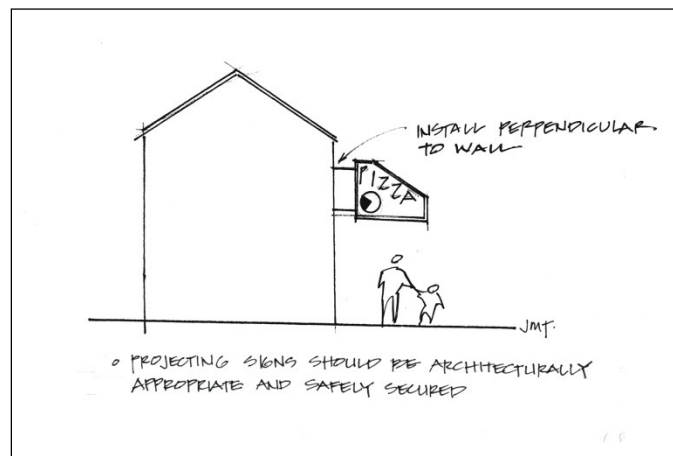 INSTALL PERPENDICULAR
TO WALL
PIZZA
JMT.
o PROJECTING SIGNS SHOULD BE ARCHITECTURALLY
APPROPRIATE AND SAFELY SECURED